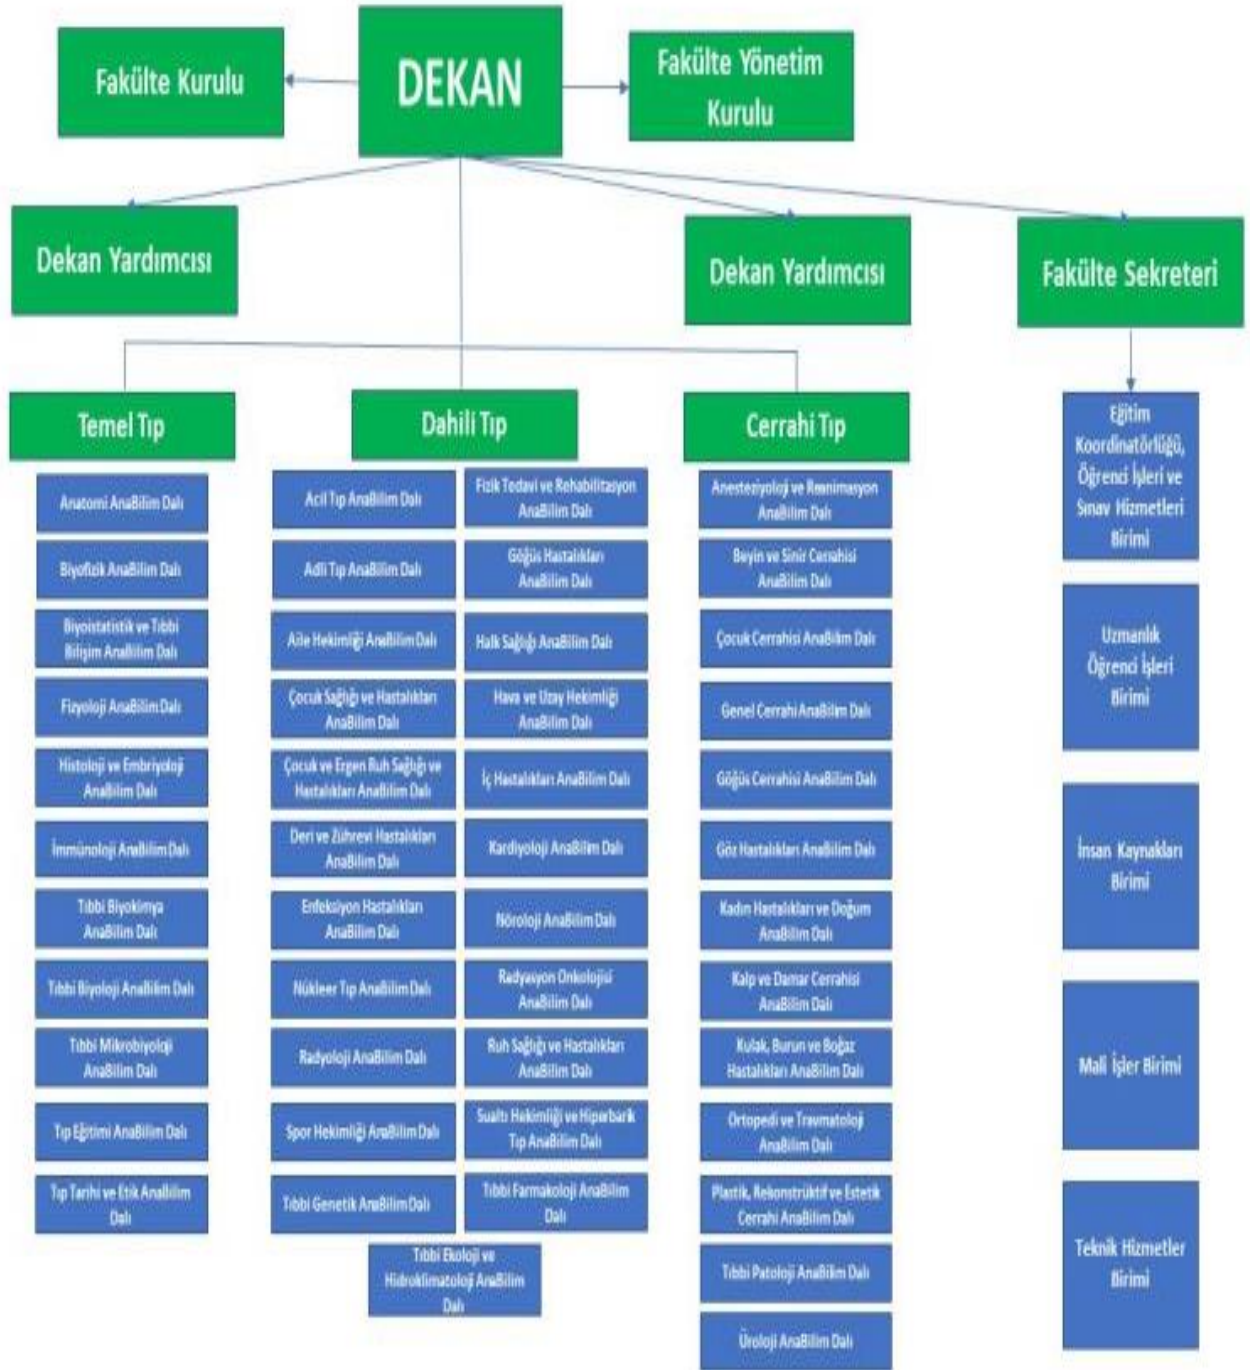 DEKAN
Fakülte Kurulu
Fakülte Yönetim
Kurulu
Dekan Yardımcısı
Dekan Yardımcısı
Fakülte Sekreteri
Temel Tıp
Anatomi AnaBilim Dalı
Biyofizik AnaBilim Dalı
Biyoistatistik ve Tıbbi
Bilişim AnaBilim Dalı
Fizyoloji AnaBilim Dalı
Histoloji ve Embriyoloji
AnaBilim Dalı
İmmünoloji AnaBilim Dalı
Tıbbi Biyokimya
AnaBilim Dalı
Tıbbi Biyoloji AnaBilim Dalı
Tıbbi Mikrobiyoloji
AnaBilim Dalı
Tıp Eğitimi AnaBilim Dalı
Tıp Tarihi ve Etik AnaBilim
Dalı
Dahili Tıp
Acil Tıp AnaBilim Dalı
Adli Tıp AnaBilim Dalı
Aile Hekimliği AnaBilim Dalı
Çocuk Sağlığı ve Hastalıkları
AnaBilim Dalı
Çocuk ve Ergen Ruh Sağlığı ve
Hastalıkları AnaBilim Dalı
Deri ve Zührevi Hastalıkları
AnaBilim Dalı
Enfeksiyon Hastalıkları
AnaBilim Dalı
Nükleer Tıp AnaBilim Dalı
Radyoloji AnaBilim Dalı
Spor Hekimliği AnaBilim Dalı
Tıbbi Genetik AnaBilim Dalı
Fizik Tedavi ve Rehabilitasyon
AnaBilim Dalı
Göğüs Hastalıkları
AnaBilim Dalı
Halk Sağlığı AnaBilim Dalı
Hava ve Uzay Hekimliği
AnaBilim Dalı
İç Hastalıkları AnaBilim Dalı
Kardiyoloji AnaBilim Dalı
Nöroloji AnaBilim Dalı
Radyasyon Onkolojisi
AnaBilim Dalı
Ruh Sağlığı ve Hastalıkları
AnaBilim Dalı
Sualtı Hekimliği ve Hiperbarik
Tıp AnaBilim Dalı
Tıbbi Farmakoloji AnaBilim
Dalı
Tıbbi Ekoloji ve
Hidroklimatoloji AnaBilim
Dalı
Cerrahi Tıp
Anesteziyoloji ve Reanimasyon
AnaBilim Dalı
Beyin ve Sinir Cerrahisi
AnaBilim Dalı
Çocuk Cerrahisi AnaBilim Dalı
Genel Cerrahi AnaBilim Dalı
Göğüs Cerrahisi AnaBilim Dalı
Göz Hastalıkları AnaBilim Dalı
Kadın Hastalıkları ve Doğum
AnaBilim Dalı
Kalp ve Damar Cerrahisi
AnaBilim Dalı
Kulak, Burun ve Boğaz
Hastalıkları AnaBilim Dalı
Ortopedi ve Travmatoloji
AnaBilim Dalı
Plastik, Rekonstrüktif ve Estetik
Cerrahi AnaBilim Dalı
Tıbbi Patoloji AnaBilim Dalı
Üroloji AnaBilim Dalı
Eğitim
Koordinatörlüğü,
Öğrenci İşleri ve
Sınav Hizmetleri
Birimi
Uzmanlık
Öğrenci İşleri
Birimi
İnsan Kaynakları
Birimi
Mali İşler Birimi
Teknik Hizmetler
Birimi